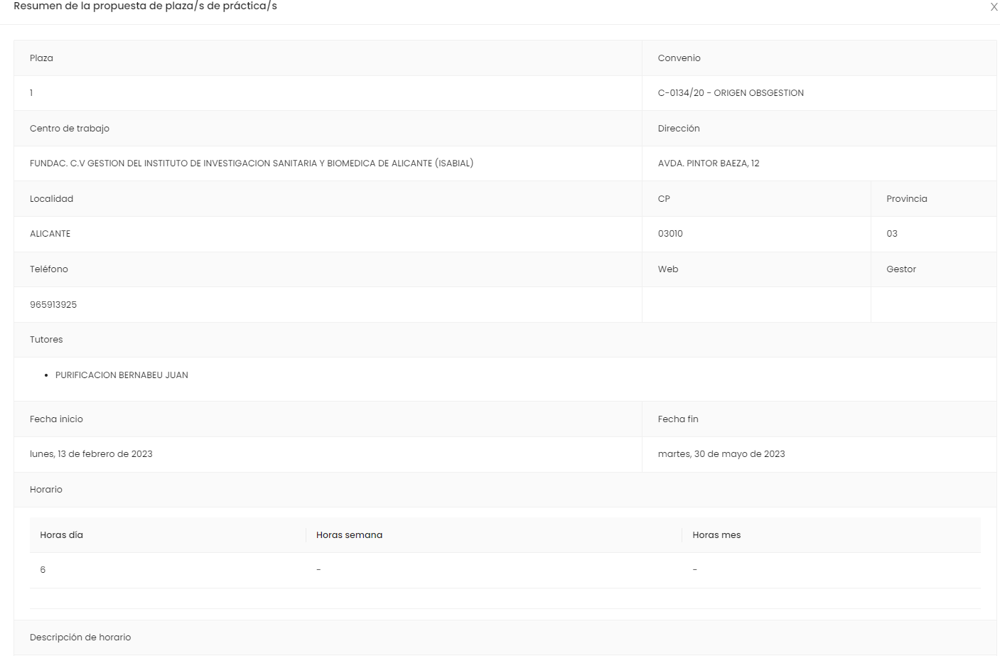 Resumen de la propuesta de plaza/s de práctica/s
X
Plaza
Convenio
1
C-0134/20 - ORIGEN OBSGESTION
Centro de trabajo
Dirección
FUNDAC. C.V GESTION DEL INSTITUTO DE INVESTIGACION SANITARIA Y BIOMEDICA DE ALICANTE (ISABIAL)
AVDA. PINTOR BAEZA, 12
Localidad
CP
Provincia
ALICANTE
03010
03
Teléfono
Web
Gestor
965913925
Tutores
• PURIFICACION BERNABEU JUAN
Fecha inicio
Fecha fin
lunes, 13 de febrero de 2023
martes, 30 de mayo de 2023
Horario
Horas día
Horas semana
Horas mes
6
-
-
Descripción de horario